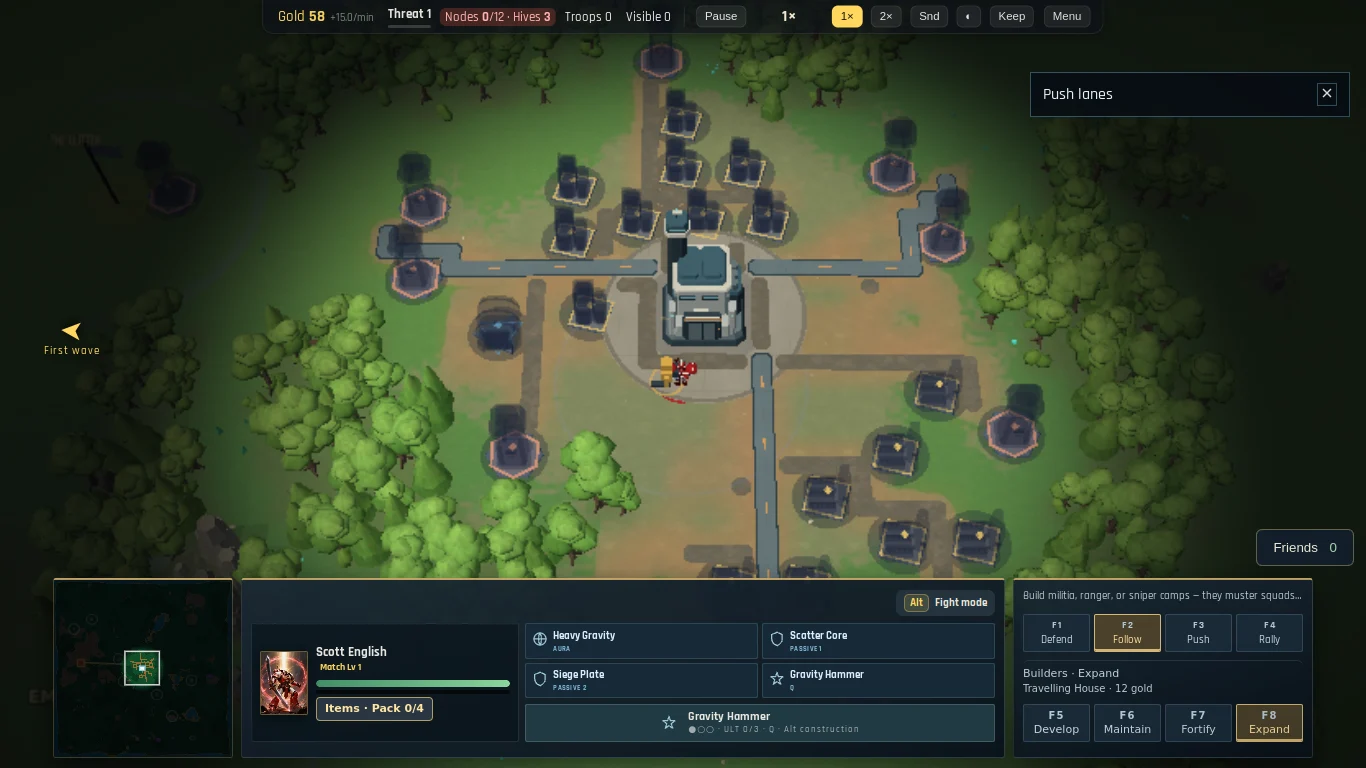 Gold 58 +15.0/min Threat 1 Nodes 0/12 · Hives 3 Troops 0 Visible 0 Pause 1× 1× 2× Snd Keep Menu
Push lanes ×
First wave
Friends 0
Alt Fight mode
Scott English
Match Lv 1
Items · Pack 0/4
Heavy Gravity
AURA
Scatter Core
PASSIVE 1
Siege Plate
PASSIVE 2
Gravity Hammer
Q
Gravity Hammer
●○○ · ULT 0/3 · Q · Alt construction
Build militia, ranger, or sniper camps — they muster squads...
F1 F2 F3 F4
Defend Follow Push Rally
Builders · Expand
Travelling House · 12 gold
F5 F6 F7 F8
Develop Maintain Fortify Expand